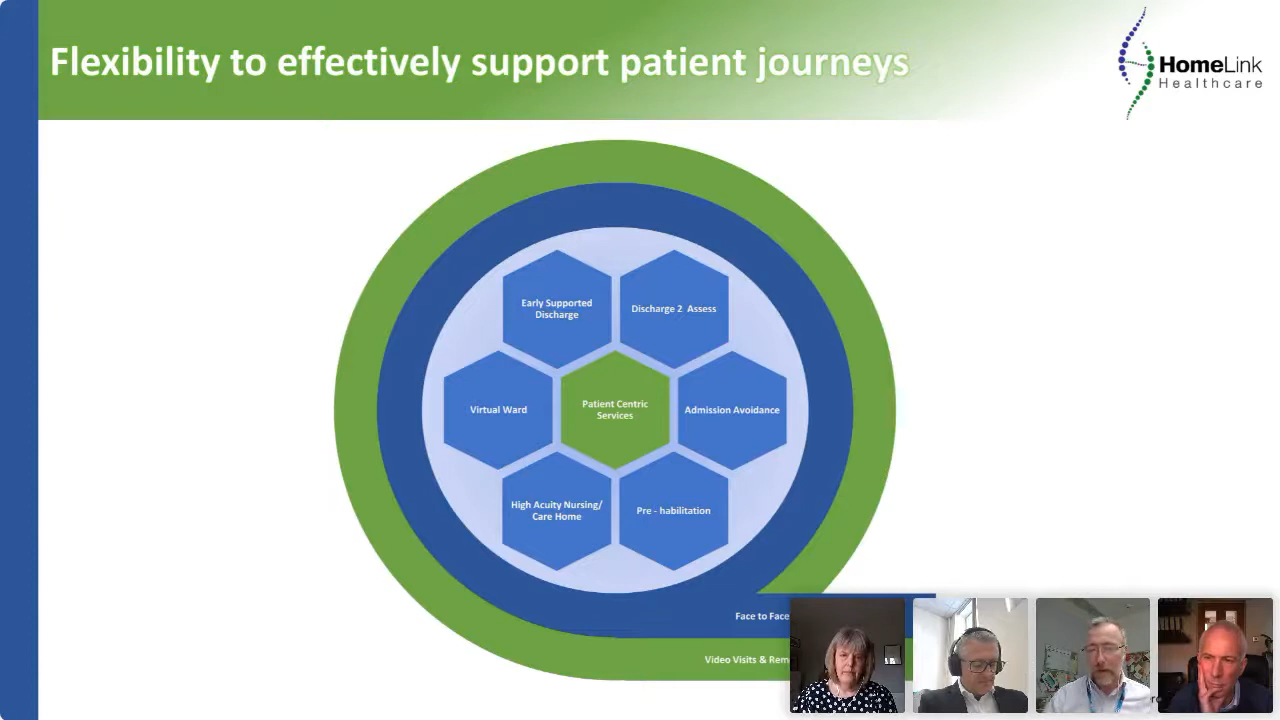 Flexibility to effectively support patient journeys
HomeLink
Healthcare
Early Supported
Discharge
Discharge 2 Assess
Virtual Ward
Patient Centric
Services
Admission Avoidance
High Acuity Nursing/
Care Home
Pre - habilitation
Face to Face
Video Visits &